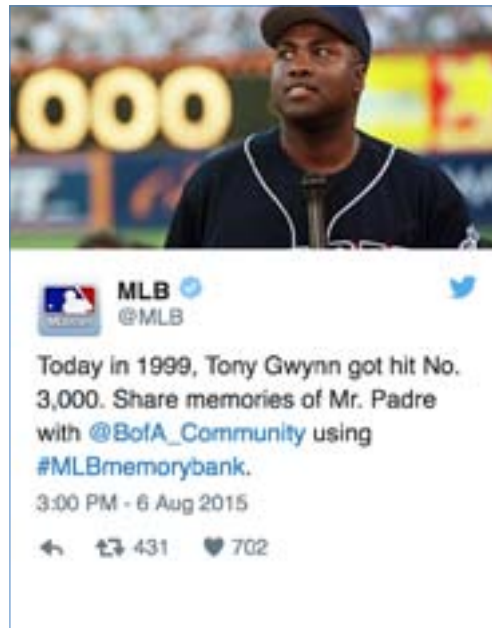 ,000
MLB
@MLB
Today in 1999, Tony Gwynn got hit No.
3,000. Share memories of Mr. Padre
with @BofA_Community using
#MLBmemorybank.
3:00 PM - 6 Aug 2015
431 702